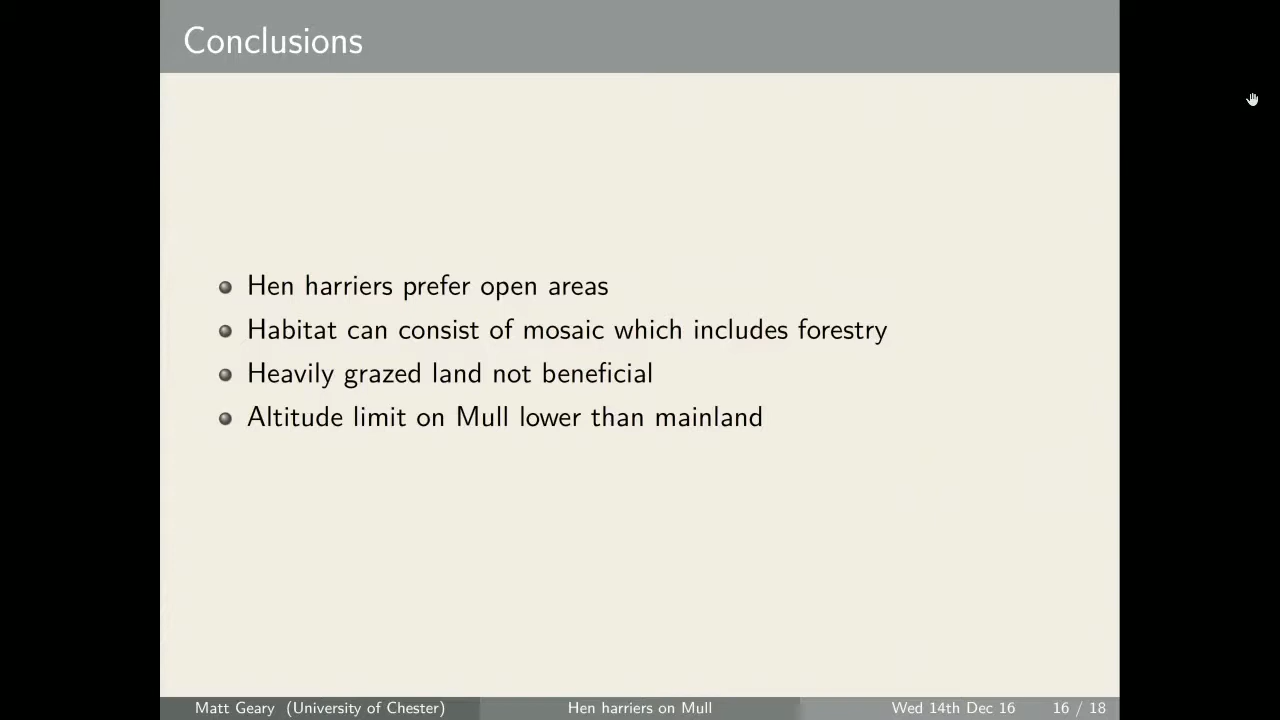 Conclusions
Hen harriers prefer open areas
Habitat can consist of mosaic which includes forestry
Heavily grazed land not beneficial
Altitude limit on Mull lower than mainland
Matt Geary (University of Chester) Hen harriers on Mull Wed 14th Dec 16 16 / 18